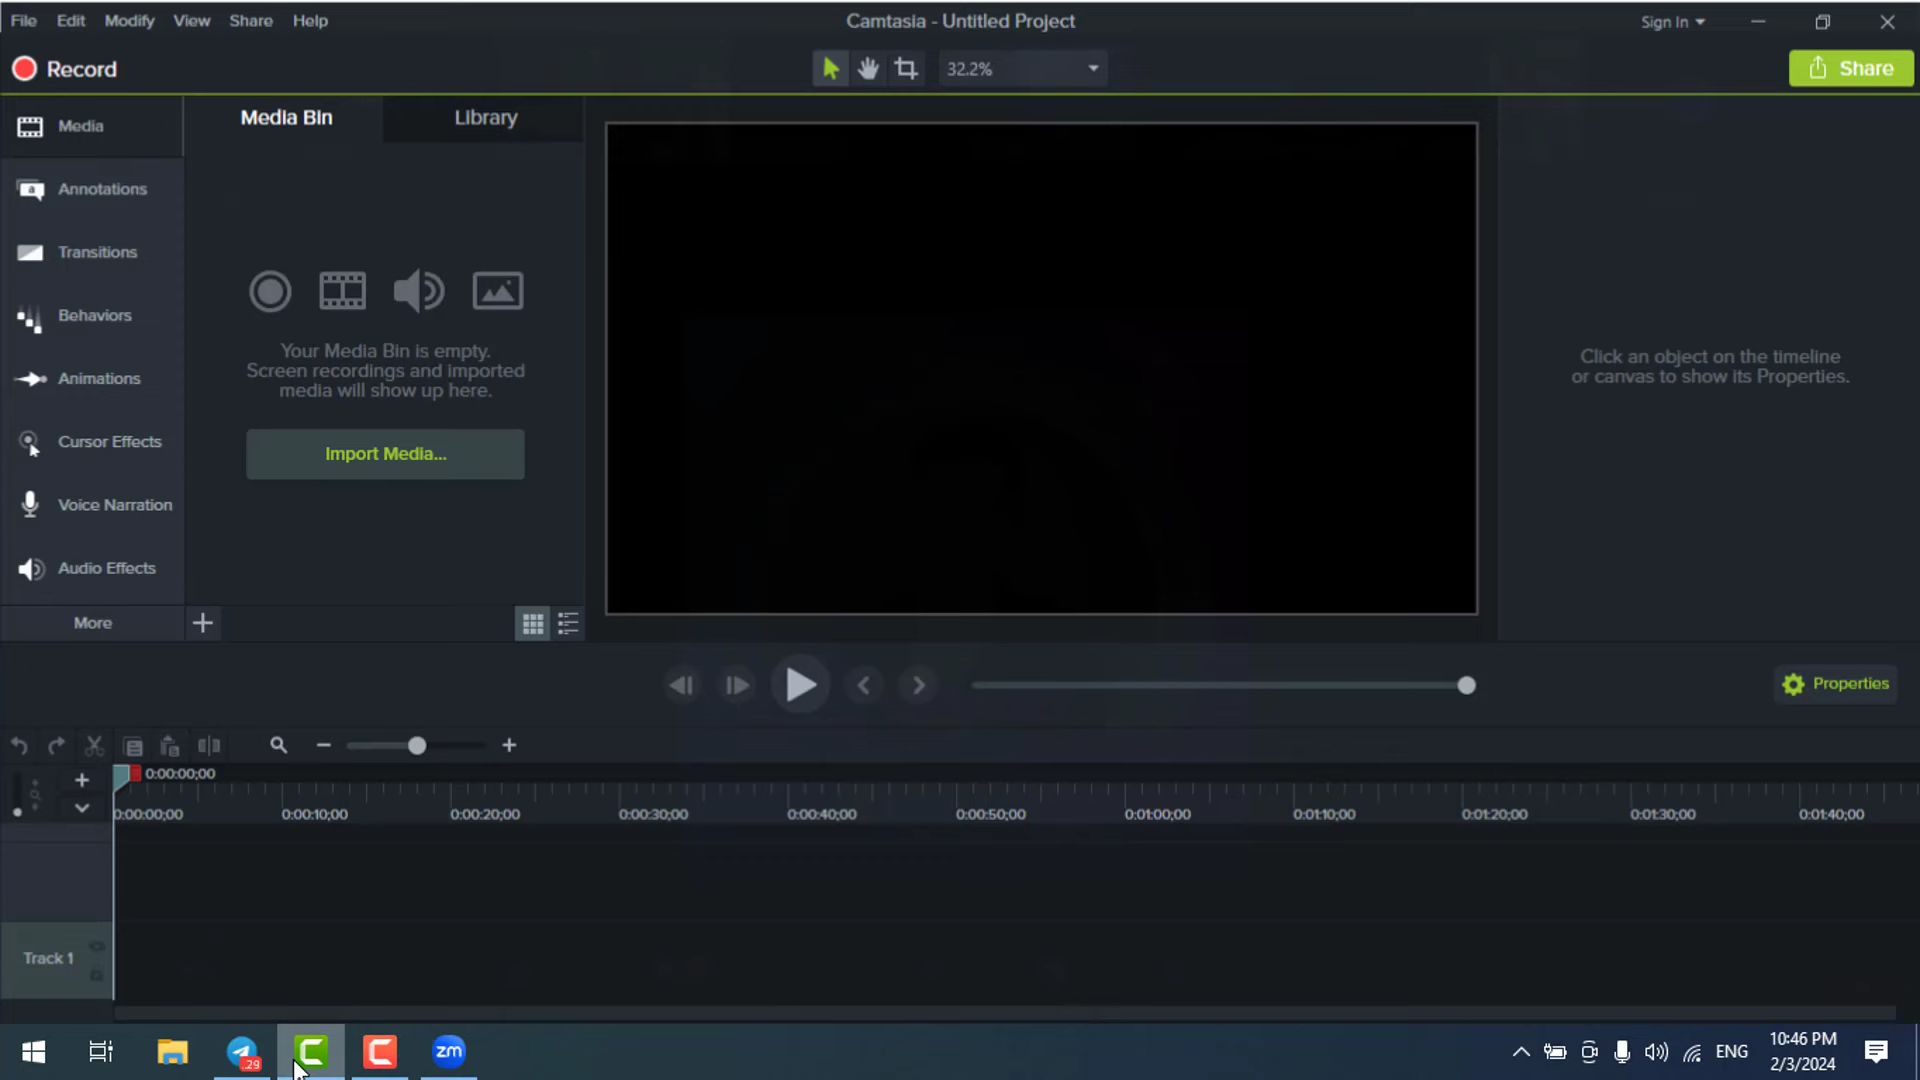 File Edit Modify View Share Help
Camtasia - Untitled Project
Sign In
Record
32.2%
Share
Media
Media Bin
Library
Annotations
Transitions
Behaviors
Animations
Cursor Effects
Voice Narration
Audio Effects
More
Your Media Bin is empty.
Screen recordings and imported
media will show up here.
Import Media...
Click an object on the timeline
or canvas to show its Properties.
Properties
0:00:00;00
0:00:00;00 0:00:10;00 0:00:20;00 0:00:30;00 0:00:40;00 0:00:50;00 0:01:00;00 0:01:10;00 0:01:20;00 0:01:30;00 0:01:40;00
Track 1
29
zm
ENG
10:46 PM
2/3/2024